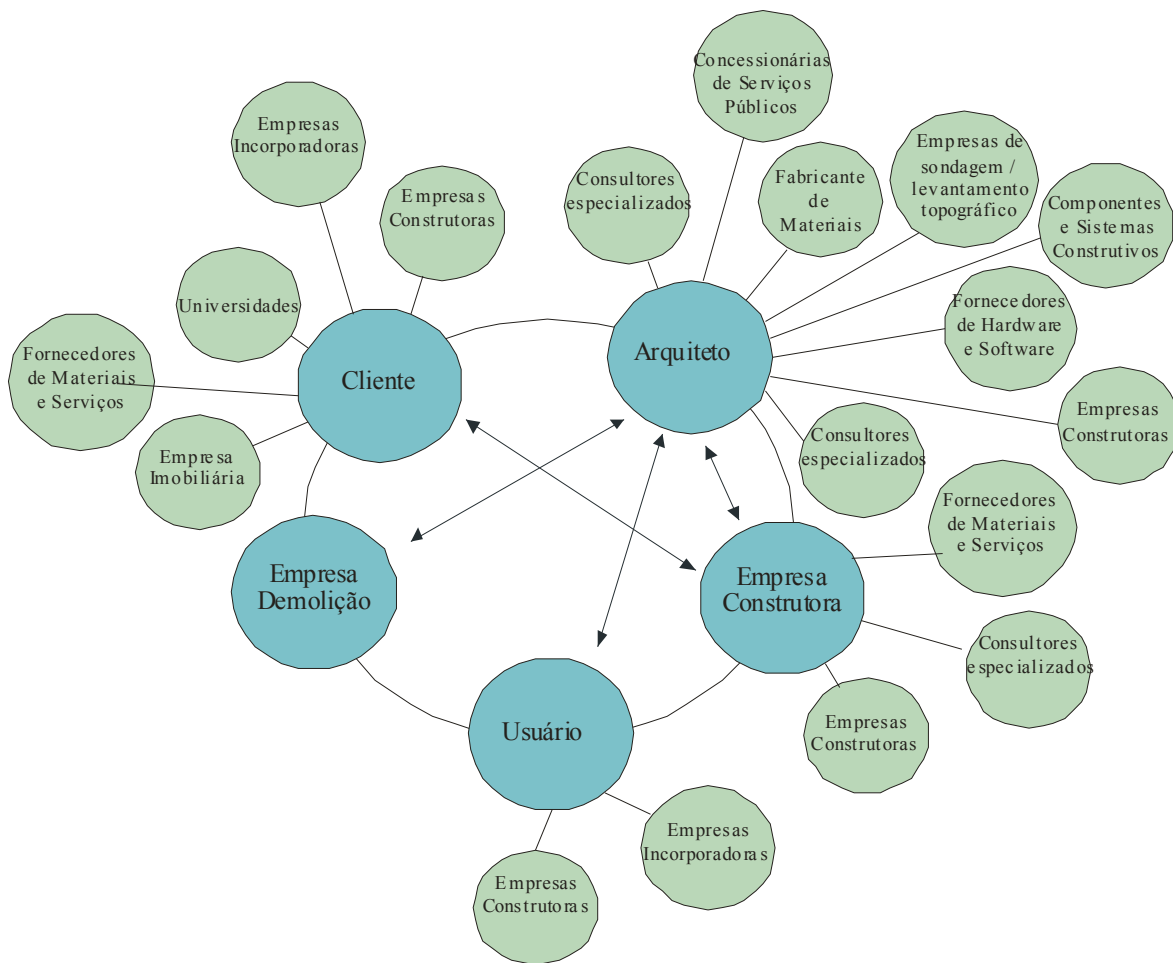 Concessionárias
de Serviços
Públicos
Empresas
Incorporadoras
Empresas de
sondagem /
levantamento
topográfico
Consultores
especializados
Fabricante
de
Materiais
Empresas
Construtoras
Componentes
e Sistemas
Construtivos
Universidades
Fornecedores
de Hardware
e Software
Arquiteto
Fornecedores
de Materiais
e Serviços
Cliente
Empresas
Construtoras
Consultores
especializados
Empresa
Imobiliária
Fornecedores
de Materiais
e Serviços
Empresa
Demolição
Empresa
Construtora
Consultores
especializados
Usuário
Empresas
Construtoras
Empresas
Incorporadoras
Empresas
Construtoras